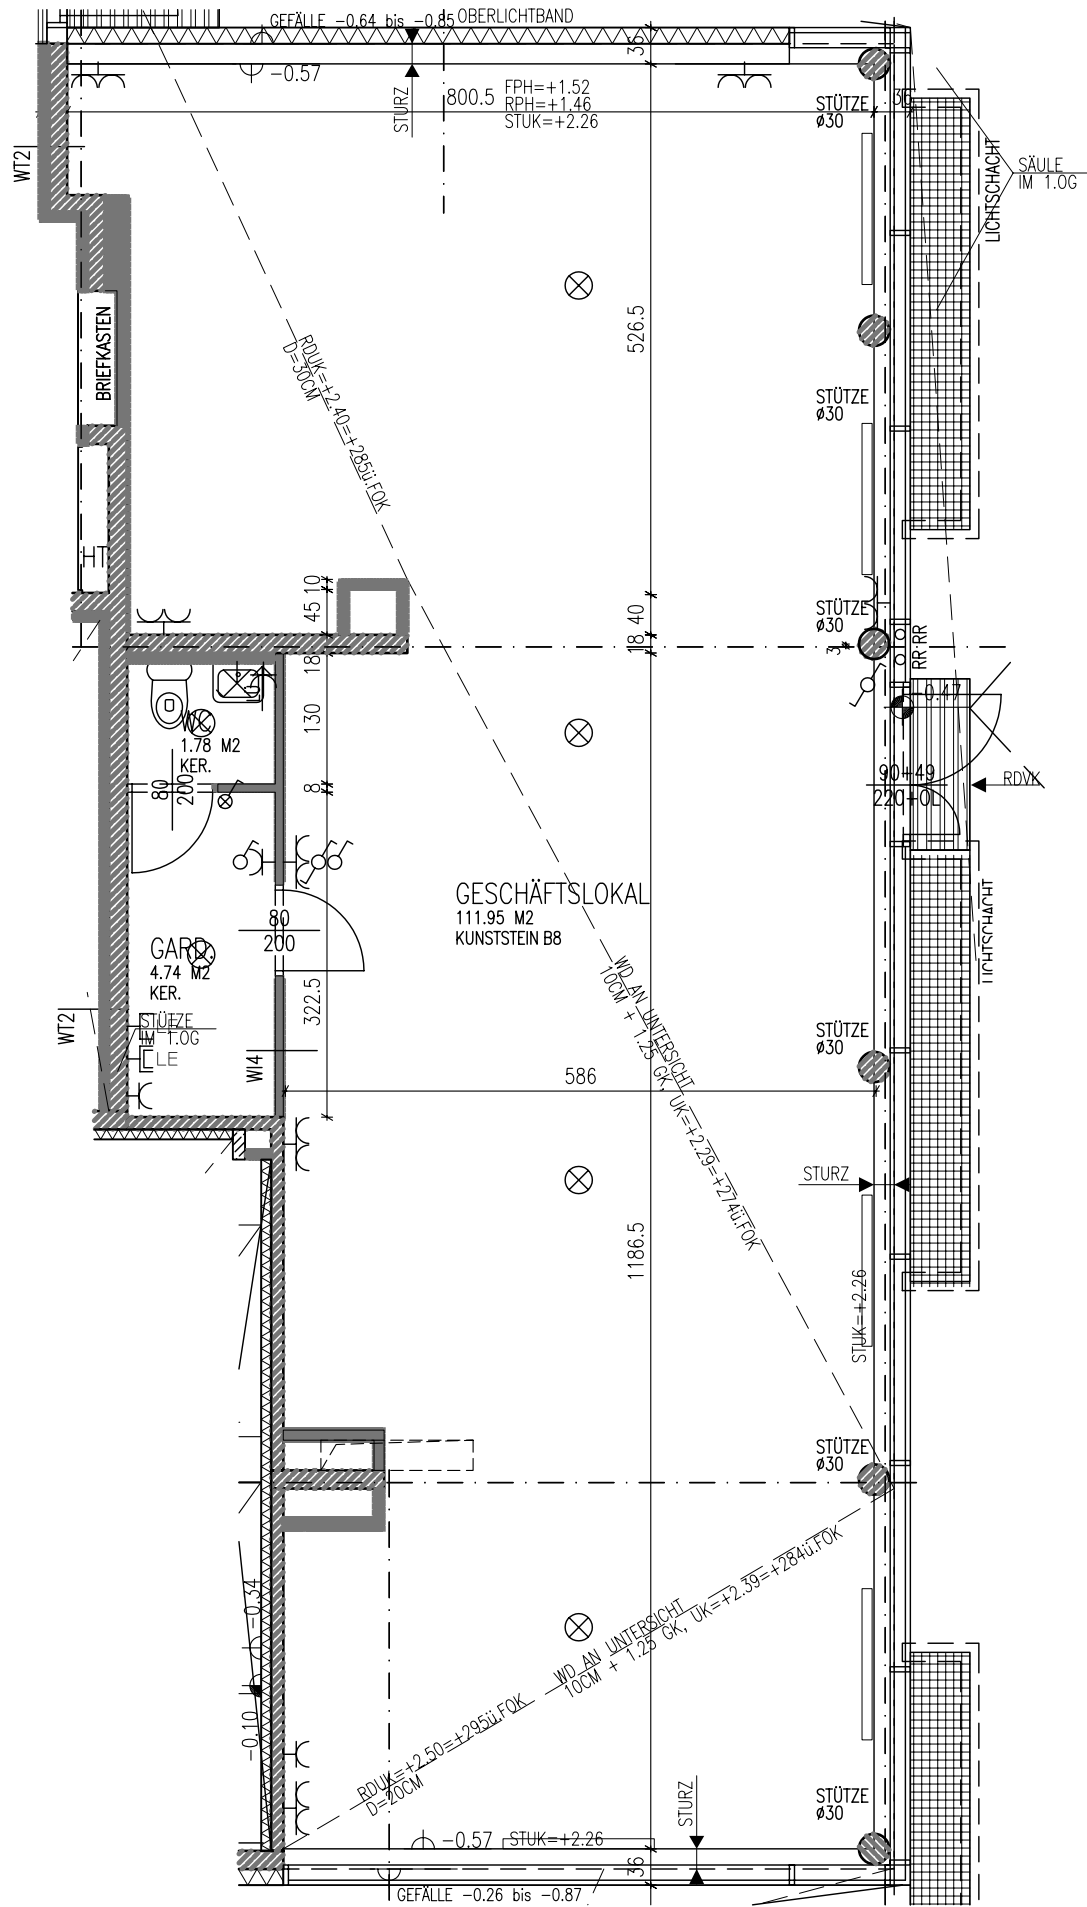 GEFÄLLE -0.64 bis -0.85
OBERLICHTBAND
36
-0.57
STURZ
800.5
FPH=+1.52
RPH=+1.46
STUK=+2.26
36
STÜTZE
ø30
WT2
LICHTSCHACHT
SÄULE
IM 1.OG
BRIEFKASTEN
526.5
RDUK=+2.40=+285ü.FOK
D=30CM
STÜTZE
ø30
HT
10
45
40
18
18
STÜTZE
ø30
3
RR RR
-0.47
WC
1.78 M2
KER.
130
80
200
8
90+49
220+OL
RDVK
GESCHÄFTSLOKAL
111.95 M2
KUNSTSTEIN B8
80
200
GARD.
4.74 M2
KER.
LICHTSCHACHT
322.5
WD AN UNTERSICHT
10CM + 1.25 GK, UK=+2.29=+274ü.FOK
WT2
STÜTZE
IM 1.OG
LE
LE
WI4
STÜTZE
ø30
586
STURZ
1186.5
STUK=+2.26
STÜTZE
ø30
WD AN UNTERSICHT
10CM + 1.25 GK, UK=+2.39=+284ü.FOK
-0.34
-0.10
RDUK=+2.50=+295ü.FOK
D=20CM
STURZ
STÜTZE
ø30
-0.57
STUK=+2.26
36
GEFÄLLE -0.26 bis -0.87